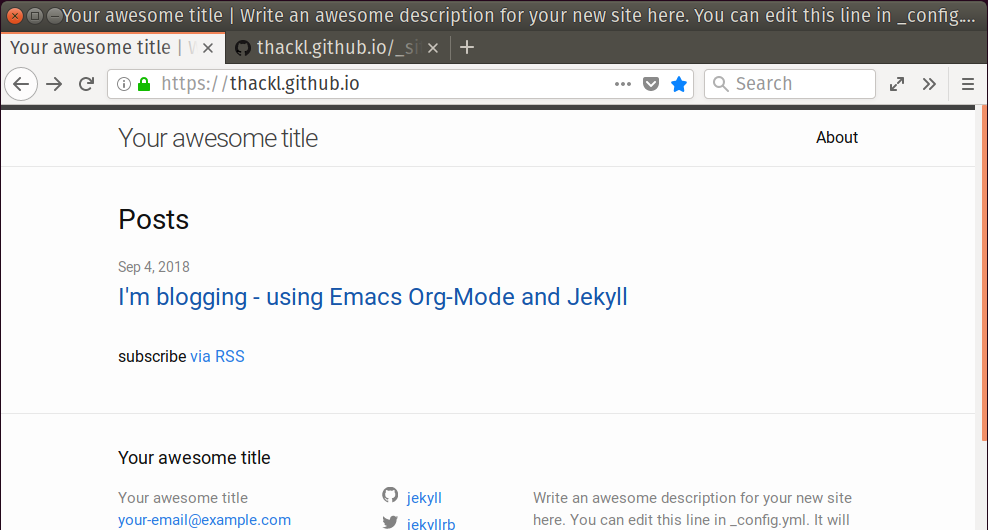 Your awesome title | Write an awesome description for your new site here. You can edit this line in _config....
Your awesome title | W
thackl.github.io/_si
https://thackl.github.io
Search
Your awesome title
About
Posts
Sep 4, 2018
I'm blogging - using Emacs Org-Mode and Jekyll
subscribe via RSS
Your awesome title
Your awesome title
your-email@example.com
jekyll
jekyllrb
Write an awesome description for your new site
here. You can edit this line in _config.yml. It will